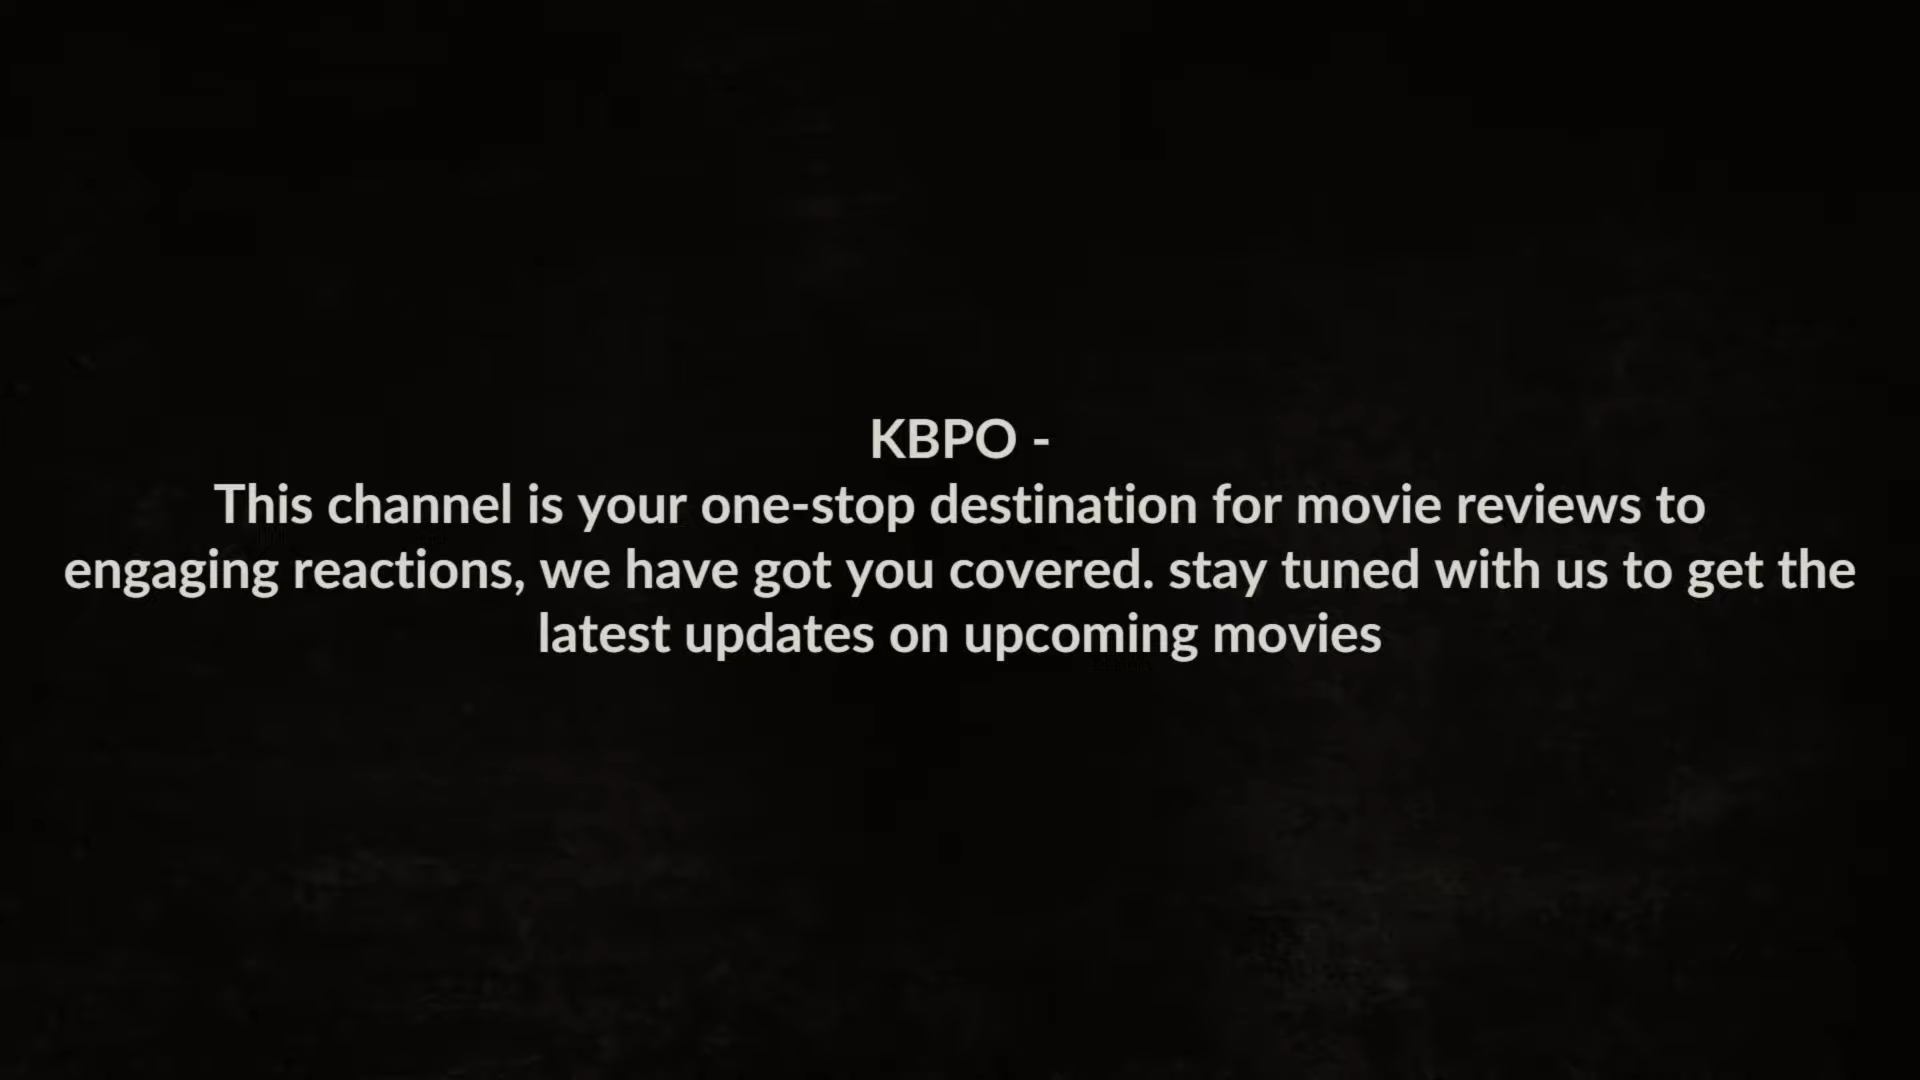 KBPO -
This channel is your one-stop destination for movie reviews to
engaging reactions, we have got you covered. stay tuned with us to get the
latest updates on upcoming movies